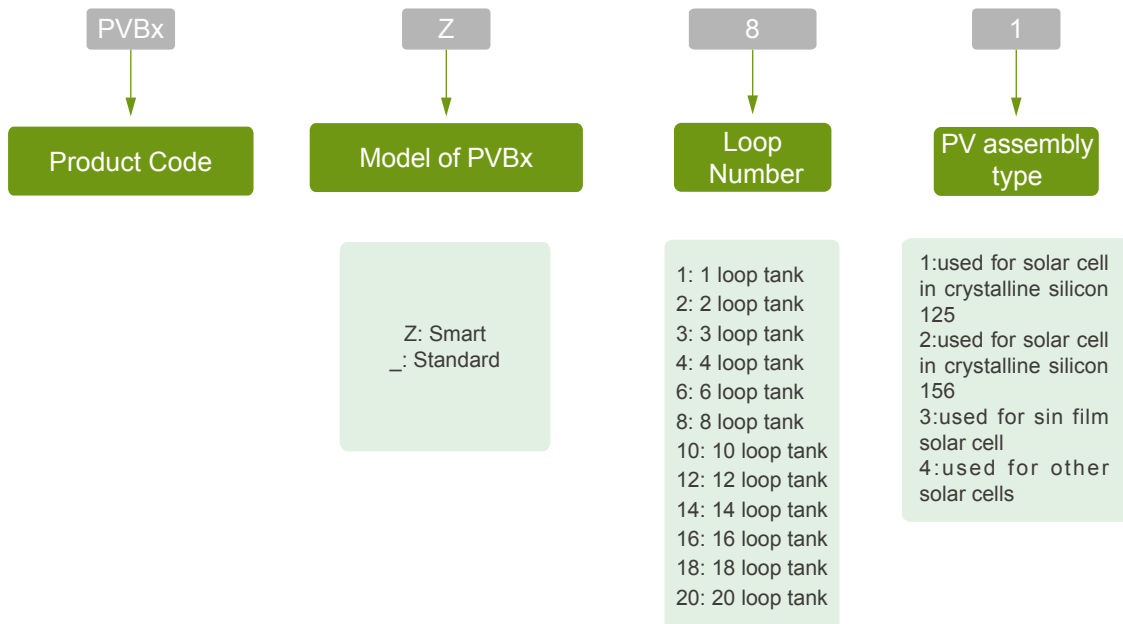 PVBx
Z
8
1
Product Code
Model of PVBx
Loop
Number
PV assembly
type
Z: Smart
_: Standard
1: 1 loop tank
2: 2 loop tank
3: 3 loop tank
4: 4 loop tank
6: 6 loop tank
8: 8 loop tank
10: 10 loop tank
12: 12 loop tank
14: 14 loop tank
16: 16 loop tank
18: 18 loop tank
20: 20 loop tank
1:used for solar cell
in crystalline silicon
125
2:used for solar cell
in crystalline silicon
156
3:used for sin film
solar cell
4:used for other
solar cells